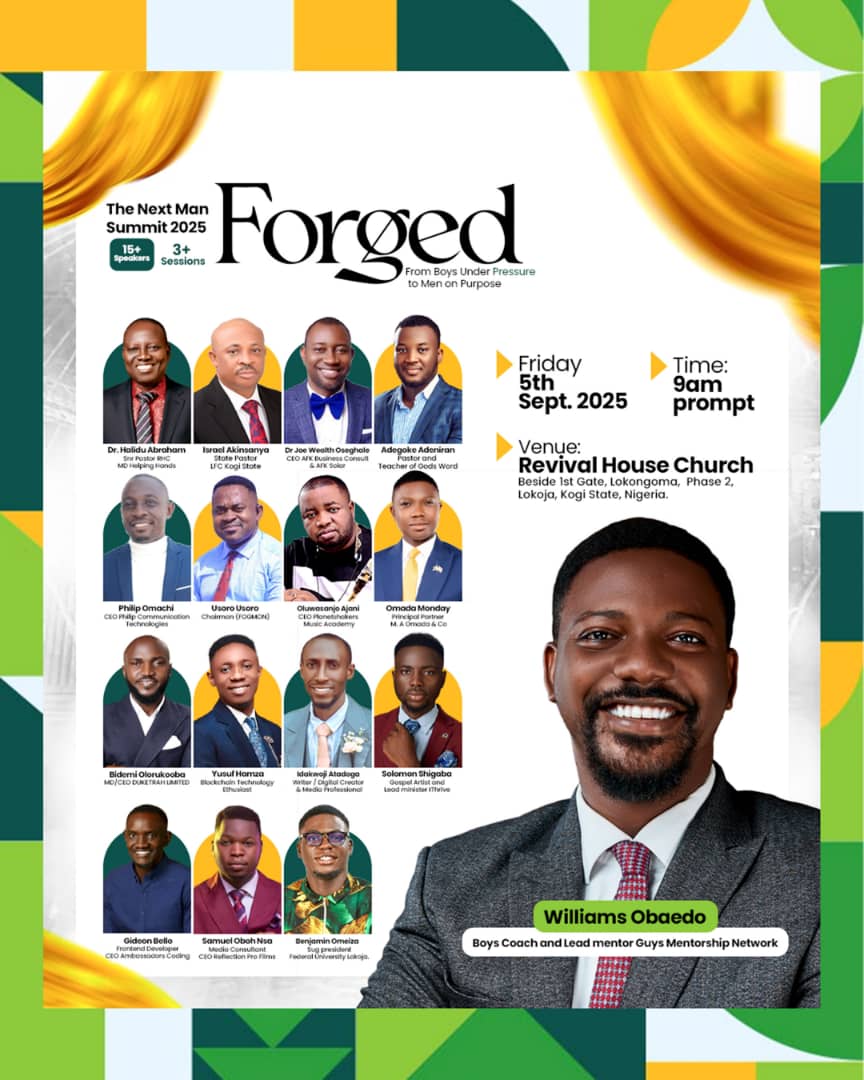 The Next Man
Summit 2025
15+
Speakers
3+
Sessions
Forged
From Boys Under Pressure
to Men on Purpose
Friday
5th
Sept. 2025
Time:
9am
prompt
Venue:
Revival House Church
Beside 1st Gate, Lokongoma, Phase 2,
Lokoja, Kogi State, Nigeria.
Dr. Halidu Abraham
Snr Pastor RHC
MD Helping Hands
Israel Akinsanya
State Pastor
LFC Kogi State
Dr Joe Wealth Oseghale
CEO AFK Business Consult
& AFK Solar
Adegoke Adeniran
Pastor and
Teacher of Gods Word
Philip Omachi
CEO Philip Communication
Technologies
Usoro Usoro
Chairman (FOGMON)
Oluwasanjo Ajani
CEO Planetshakers
Music Academy
Omada Monday
Principal Partner
M. A Omada & Co
Bidemi Olorukooba
MD/CEO DUKETRAH LIMITED
Yusuf Hamza
Blockchain Technology
Ethusiast
Idakwoji Aladoga
Writer / Digital Creator
& Media Professional
Solomon Shigaba
Gospel Artist and
Lead minister iThrive
Gideon Bello
Frontend Developer
CEO Ambassadors Coding
Samuel Oboh Nsa
Media Consultant
CEO Reflection Pro Films
Benjamin Omeiza
Sug president
Federal University Lokoja.
Williams Obaedo
Boys Coach and Lead mentor Guys Mentorship Network